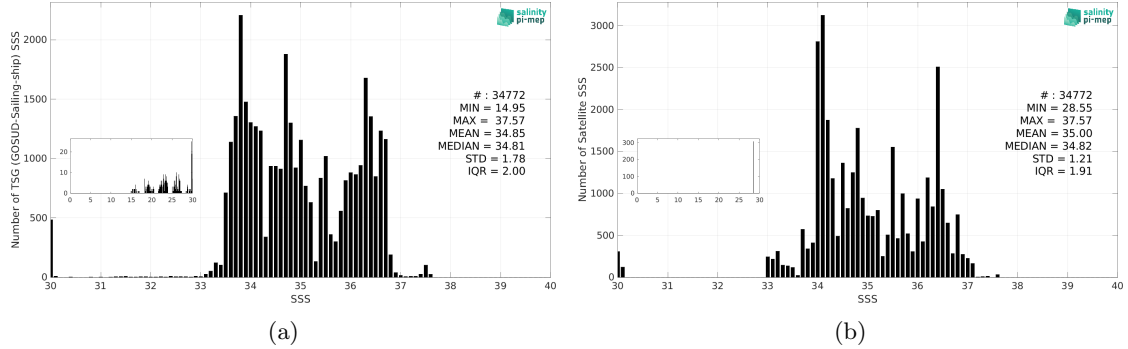 salinity
pi-mep
Number of TSG (GOSUD-Sailing-ship) SSS
2000
1500
1000
500
0
# : 34772
MIN = 14.95
MAX = 37.57
MEAN = 34.85
MEDIAN = 34.81
STD = 1.78
IQR = 2.00
20
10
0
0 5 10 15 20 25 30
30 31 32 33 34 35 36 37 38 39 40
SSS
(a)
salinity
pi-mep
Number of Satellite SSS
3000
2500
2000
1500
1000
500
0
# : 34772
MIN = 28.55
MAX = 37.57
MEAN = 35.00
MEDIAN = 34.82
STD = 1.21
IQR = 1.91
300
200
100
0
0 5 10 15 20 25 30
30 31 32 33 34 35 36 37 38 39 40
SSS
(b)